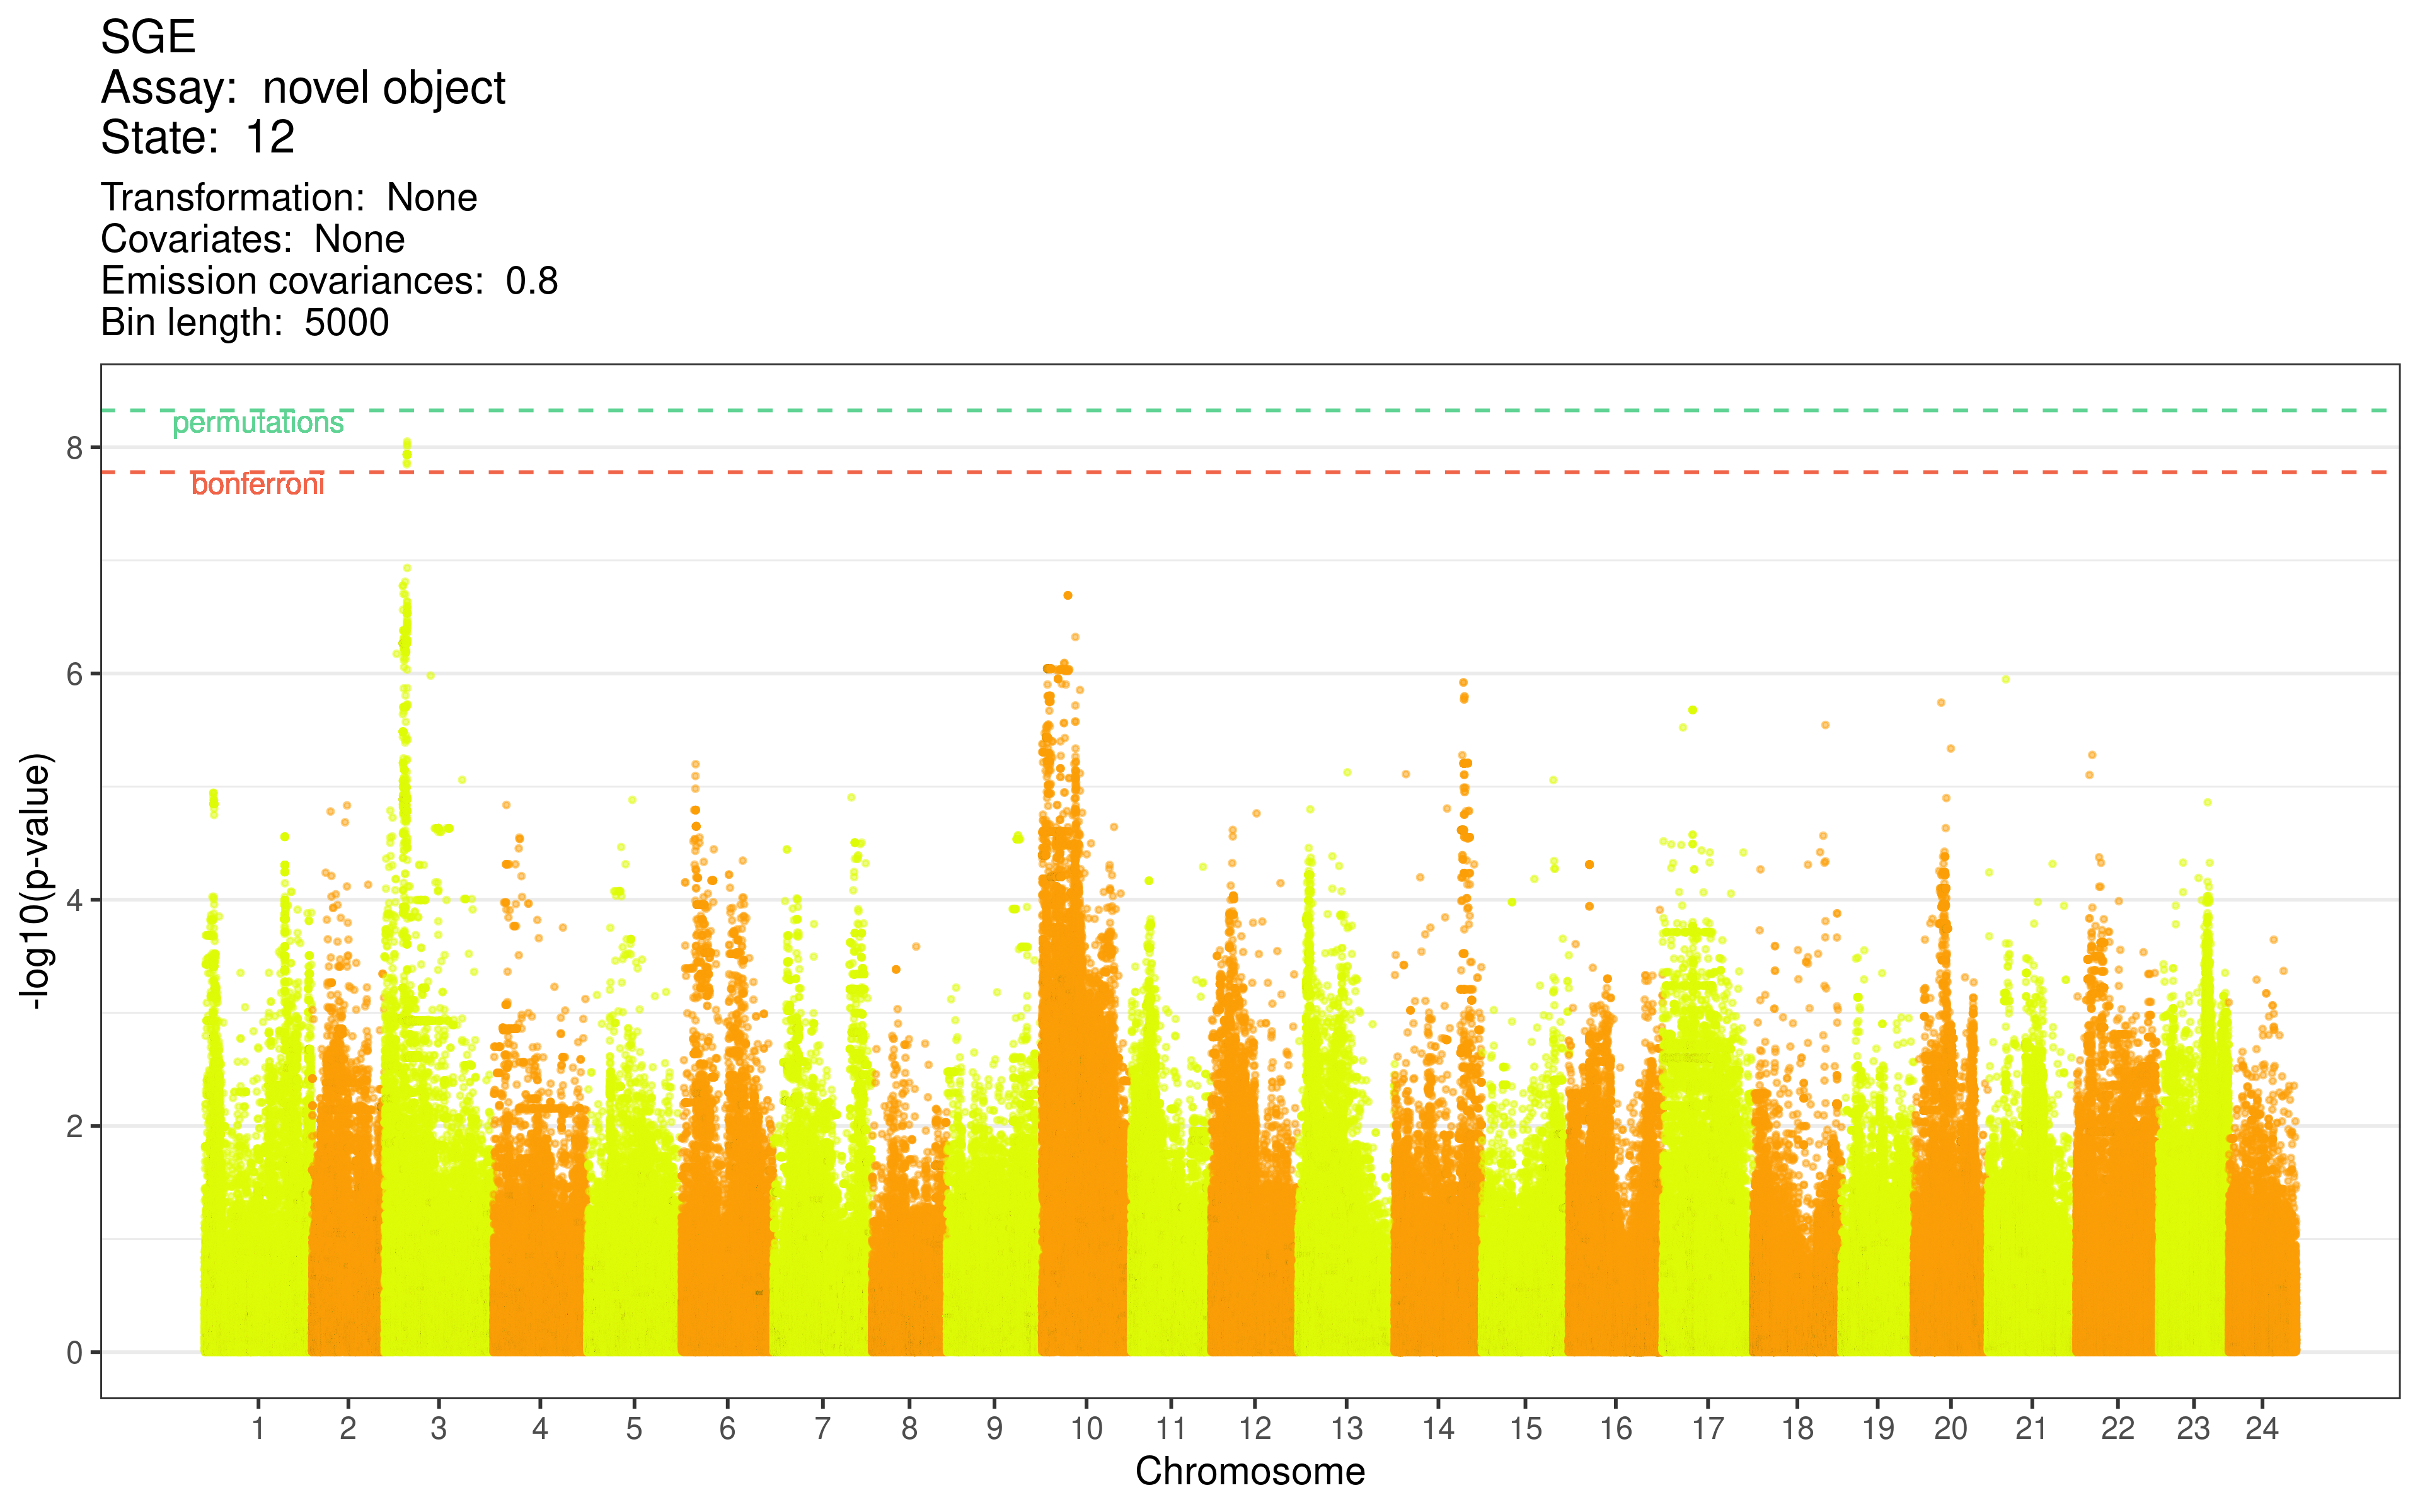 SGE
Assay:  novel object
State:  12
Transformation:  None
Covariates:  None
Emission covariances:  0.8
Bin length:  5000
permutations
8
bonferroni
6
-log10(p-value)
4
2
0
1 2 3 4 5 6 7 8 9 10 11 12 13 14 15 16 17 18 19 20 21 22 23 24
Chromosome